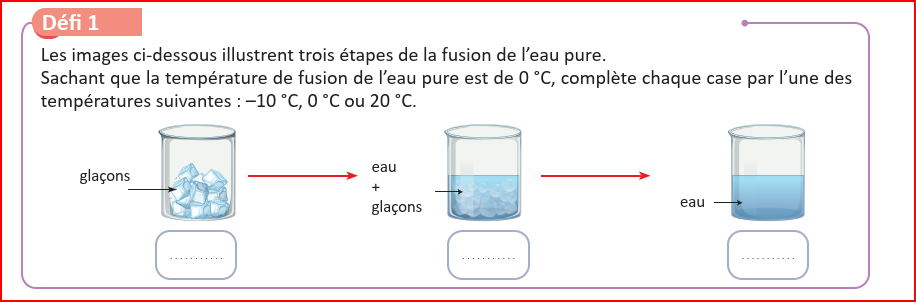 Défi 1
Les images ci-dessous illustrent trois étapes de la fusion de l’eau pure.
Sachant que la température de fusion de l’eau pure est de 0 °C, complète chaque case par l’une des
températures suivantes : –10 °C, 0 °C ou 20 °C.
glaçons
eau
+
glaçons
eau
...........
...........
...........